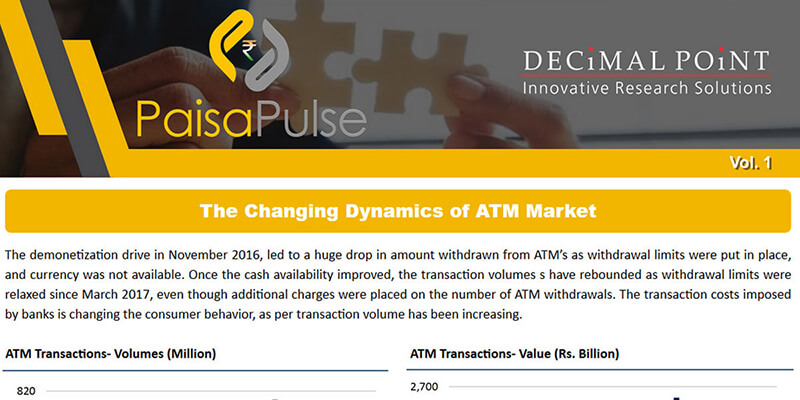 ₹
PaisaPulse
DECiMAL POiNT
Innovative Research Solutions
Vol. 1
The Changing Dynamics of ATM Market
The demonetization drive in November 2016, led to a huge drop in amount withdrawn from ATM's as withdrawal limits were put in place,
and currency was not available. Once the cash availability improved, the transaction volumes s have rebounded as withdrawal limits were
relaxed since March 2017, even though additional charges were placed on the number of ATM withdrawals. The transaction costs imposed
by banks is changing the consumer behavior, as per transaction volume has been increasing.
ATM Transactions- Volumes (Million)
ATM Transactions- Value (Rs. Billion)
820
2,700